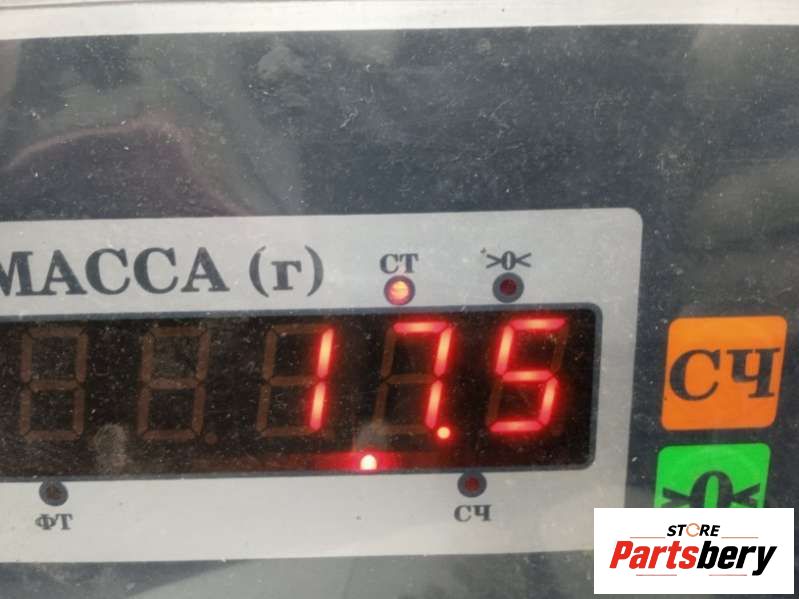 МАССА (г)
СТ
>0<
17.5
СЧ
>0<
ФТ
СЧ
STORE
Partsbery